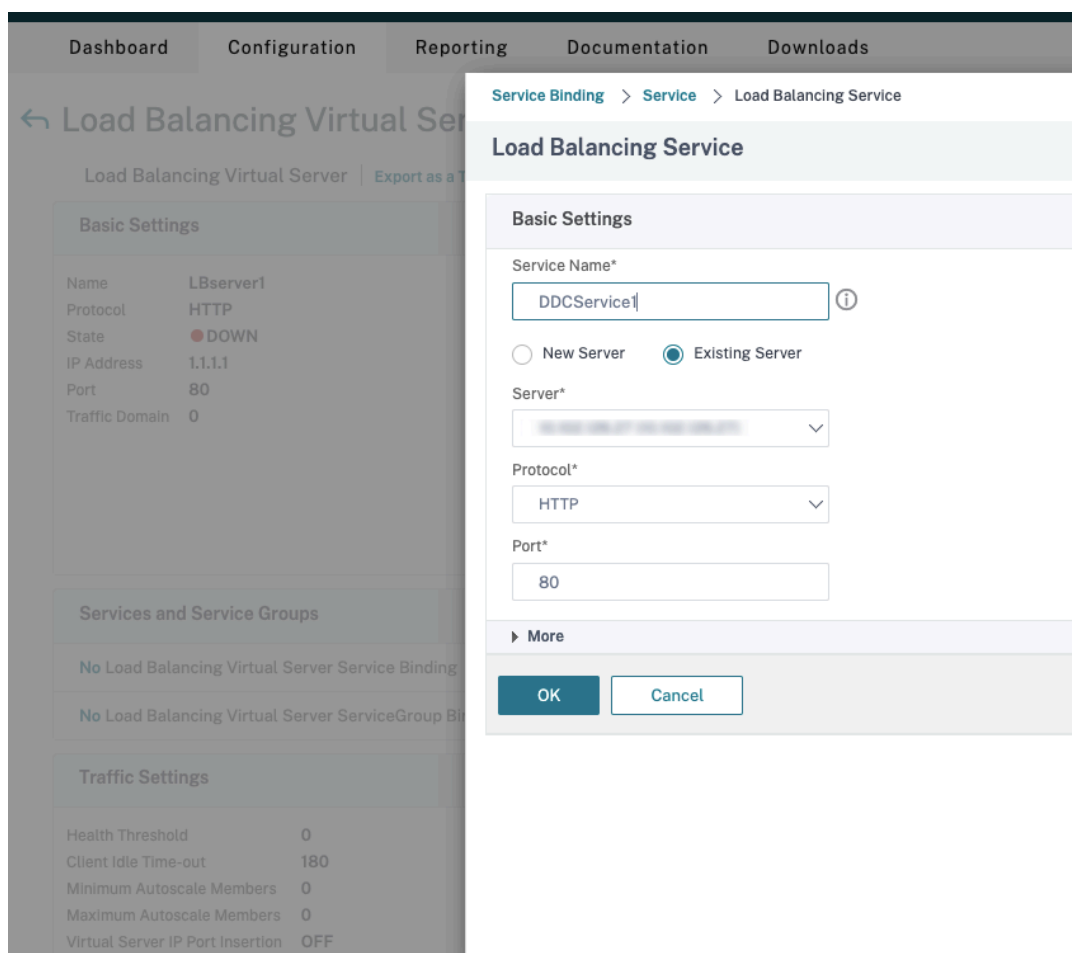 Dashboard Configuration Reporting Documentation Downloads
Load Balancing Virtual Ser
Load Balancing Virtual Server Export as a T
Basic Settings
Name LBserver1
Protocol HTTP
State DOWN
IP Address 1.1.1.1
Port 80
Traffic Domain 0
Services and Service Groups
No Load Balancing Virtual Server Service Binding
No Load Balancing Virtual Server ServiceGroup Bin
Traffic Settings
Health Threshold 0
Client Idle Time-out 180
Minimum Autoscale Members 0
Maximum Autoscale Members 0
Virtual Server IP Port Insertion OFF
Service Binding > Service > Load Balancing Service
Load Balancing Service
Basic Settings
Service Name*
DDCService1
New Server Existing Server
Server*
Protocol*
HTTP
Port*
80
More
OK Cancel